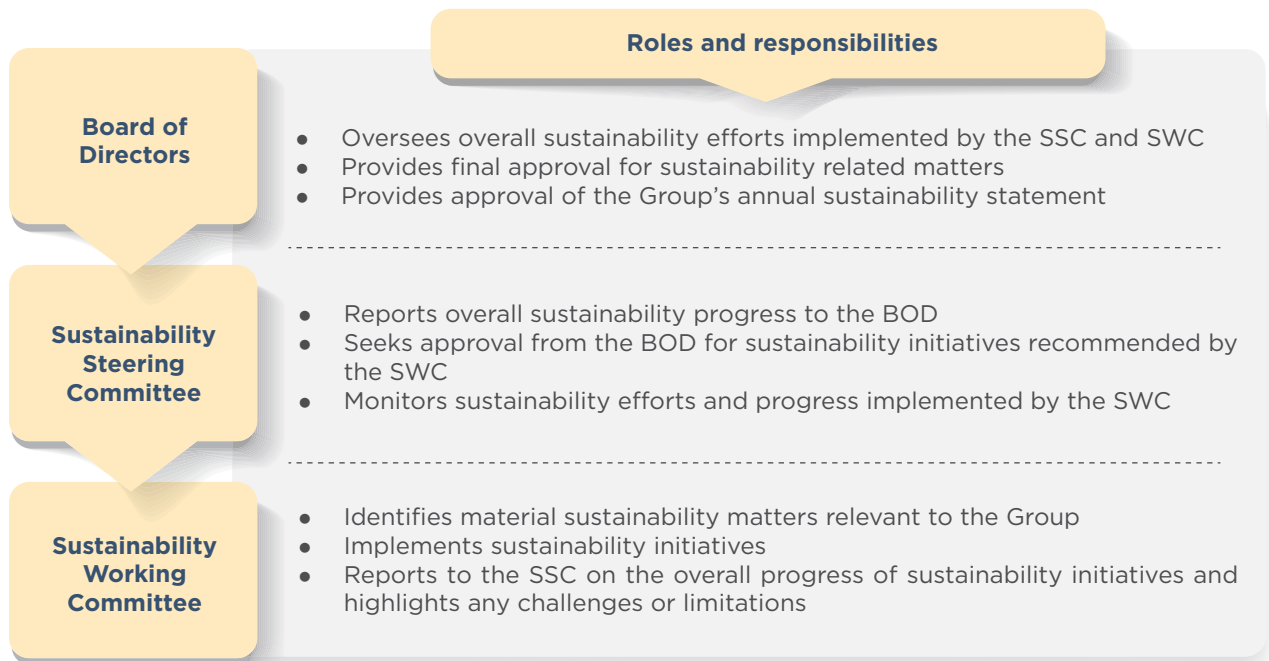 Roles and responsibilities
Board of
Directors
● Oversees overall sustainability efforts implemented by the SSC and SWC
● Provides final approval for sustainability related matters
● Provides approval of the Group’s annual sustainability statement
Sustainability
Steering
Committee
● Reports overall sustainability progress to the BOD
● Seeks approval from the BOD for sustainability initiatives recommended by
the SWC
● Monitors sustainability efforts and progress implemented by the SWC
Sustainability
Working
Committee
● Identifies material sustainability matters relevant to the Group
● Implements sustainability initiatives
● Reports to the SSC on the overall progress of sustainability initiatives and
highlights any challenges or limitations